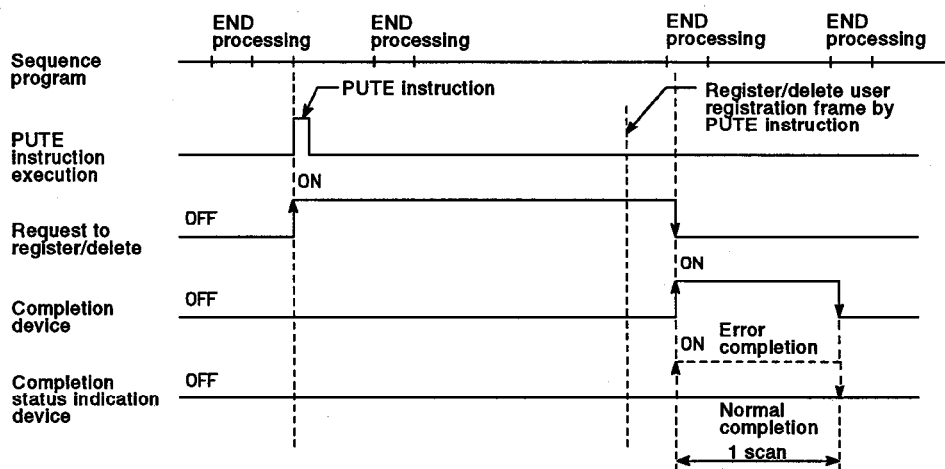 END
processing
END
processing
END
processing
END
processing
Sequence
program
PUTE instruction
Register/delete user
registration frame by
PUTE instruction
PUTE
instruction
execution
ON
OFF
Request to
register/delete
ON
OFF
Completion
device
ON
Error
completion
OFF
Completion
status indication
device
Normal
completion
1 scan